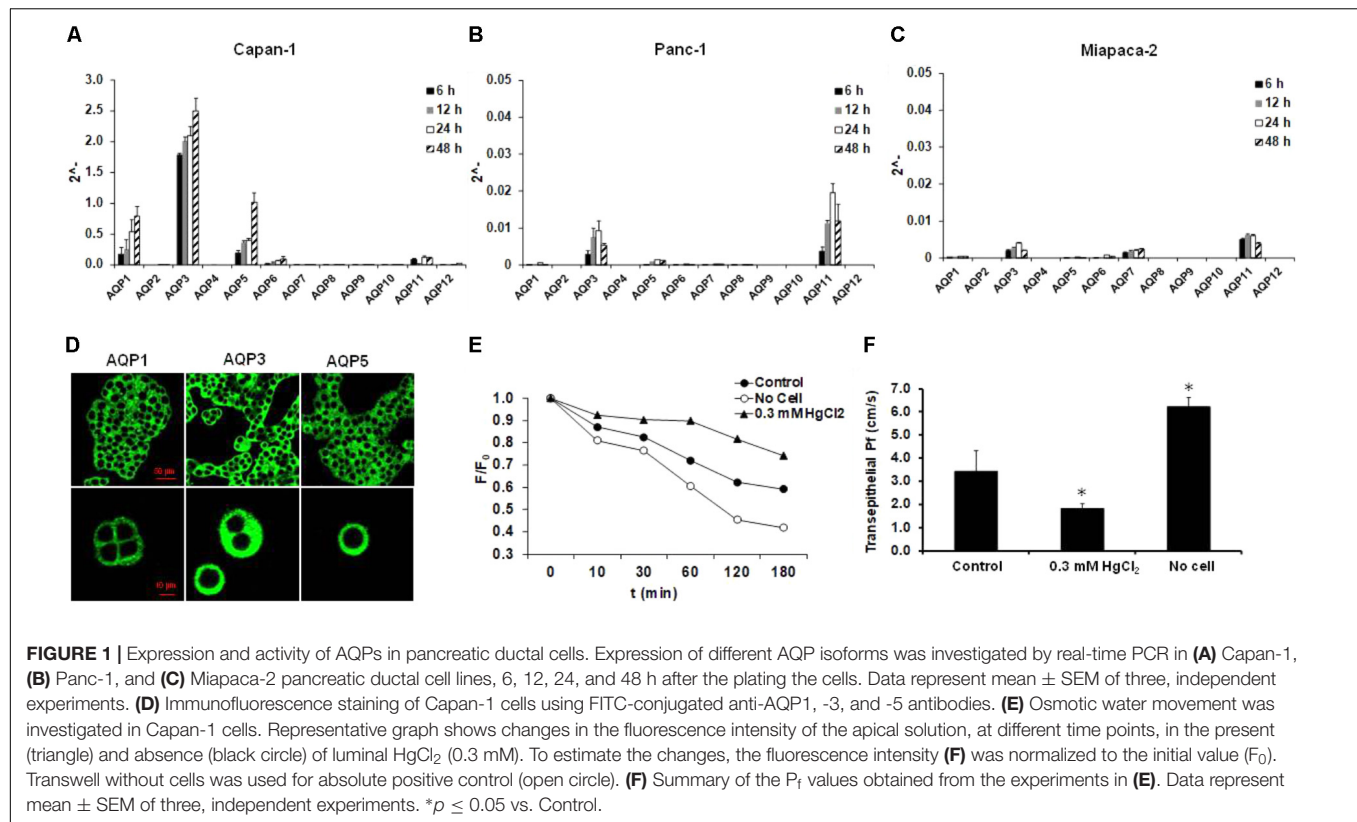 A
Capan-1
3.0
2.5
2.0
1.5
1.0
0.5
0.0
2^-
6 h
12 h
24 h
48 h
AQP1
AQP2
AQP3
AQP4
AQP5
AQP6
AQP7
AQP8
AQP9
AQP10
AQP11
AQP12
B
Panc-1
0.05
0.04
0.03
0.02
0.01
0
2^-
6 h
12 h
24 h
48 h
AQP1
AQP2
AQP3
AQP4
AQP5
AQP6
AQP7
AQP8
AQP9
AQP10
AQP11
AQP12
C
Miapaca-2
0.05
0.04
0.03
0.02
0.01
0
2^-
6 h
12 h
24 h
48 h
AQP1
AQP2
AQP3
AQP4
AQP5
AQP6
AQP7
AQP8
AQP9
AQP10
AQP11
AQP12
D
AQP1
AQP3
AQP5
50 µm
10 µm
E
1.0
0.9
0.8
0.7
0.6
0.5
0.4
0.3
F/F0
Control
No Cell
0.3 mM HgCl2
0
10
30
60
120
180
t (min)
F
Transepithelial Pf (cm/s)
7.0
6.0
5.0
4.0
3.0
2.0
1.0
0.0
*
*
Control
0.3 mM HgCl₂
No cell
FIGURE 1 | Expression and activity of AQPs in pancreatic ductal cells. Expression of different AQP isoforms was investigated by real-time PCR in (A) Capan-1,
(B) Panc-1, and (C) Miapaca-2 pancreatic ductal cell lines, 6, 12, 24, and 48 h after the plating the cells. Data represent mean ± SEM of three, independent
experiments. (D) Immunofluorescence staining of Capan-1 cells using FITC-conjugated anti-AQP1, -3, and -5 antibodies. (E) Osmotic water movement was
investigated in Capan-1 cells. Representative graph shows changes in the fluorescence intensity of the apical solution, at different time points, in the present
(triangle) and absence (black circle) of luminal HgCl₂ (0.3 mM). To estimate the changes, the fluorescence intensity (F) was normalized to the initial value (F₀).
Transwell without cells was used for absolute positive control (open circle). (F) Summary of the Pf values obtained from the experiments in (E). Data represent
mean ± SEM of three, independent experiments. *p ≤ 0.05 vs. Control.